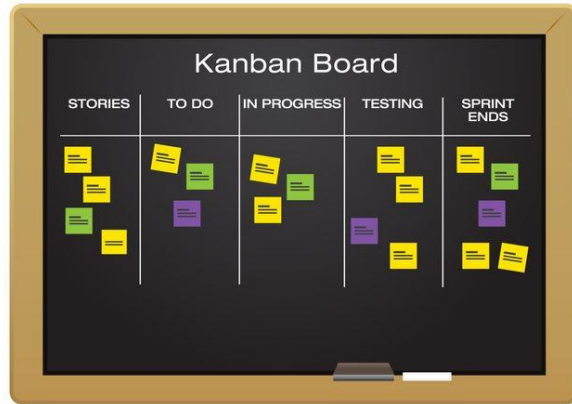 Kanban Board
STORIES
TO DO
IN PROGRESS
TESTING
SPRINT
ENDS